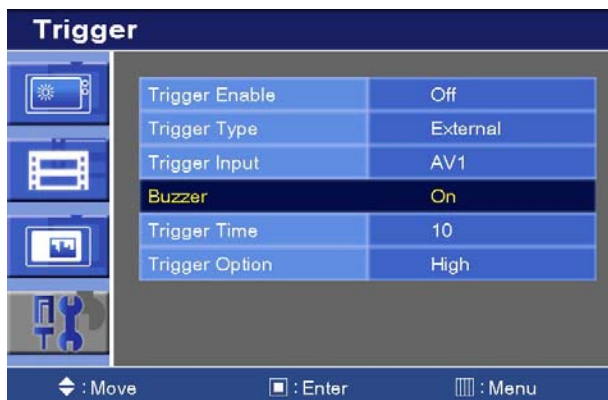 Trigger
Trigger Enable Off
Trigger Type External
Trigger Input AV1
Buzzer On
Trigger Time 10
Trigger Option High
: Move : Enter : Menu